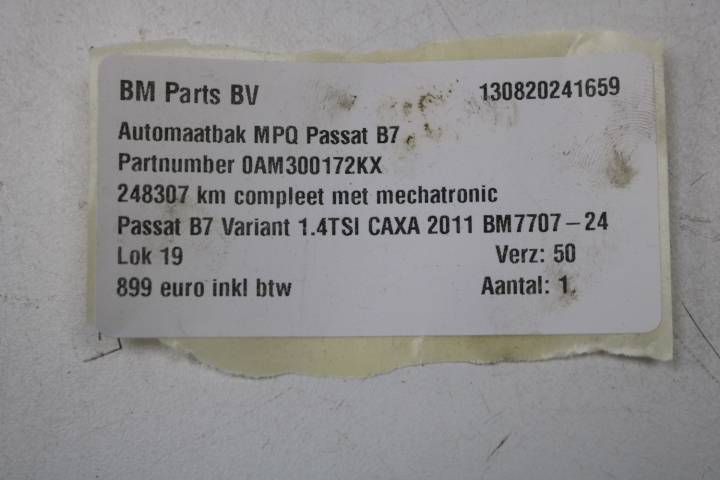 BM Parts BV 130820241659
Automaatbak MPQ Passat B7
Partnumber 0AM300172KX
248307 km compleet met mechatronic
Passat B7 Variant 1.4TSI CAXA 2011 BM7707-24
Lok 19 Verz: 50
899 euro inkl btw Aantal: 1